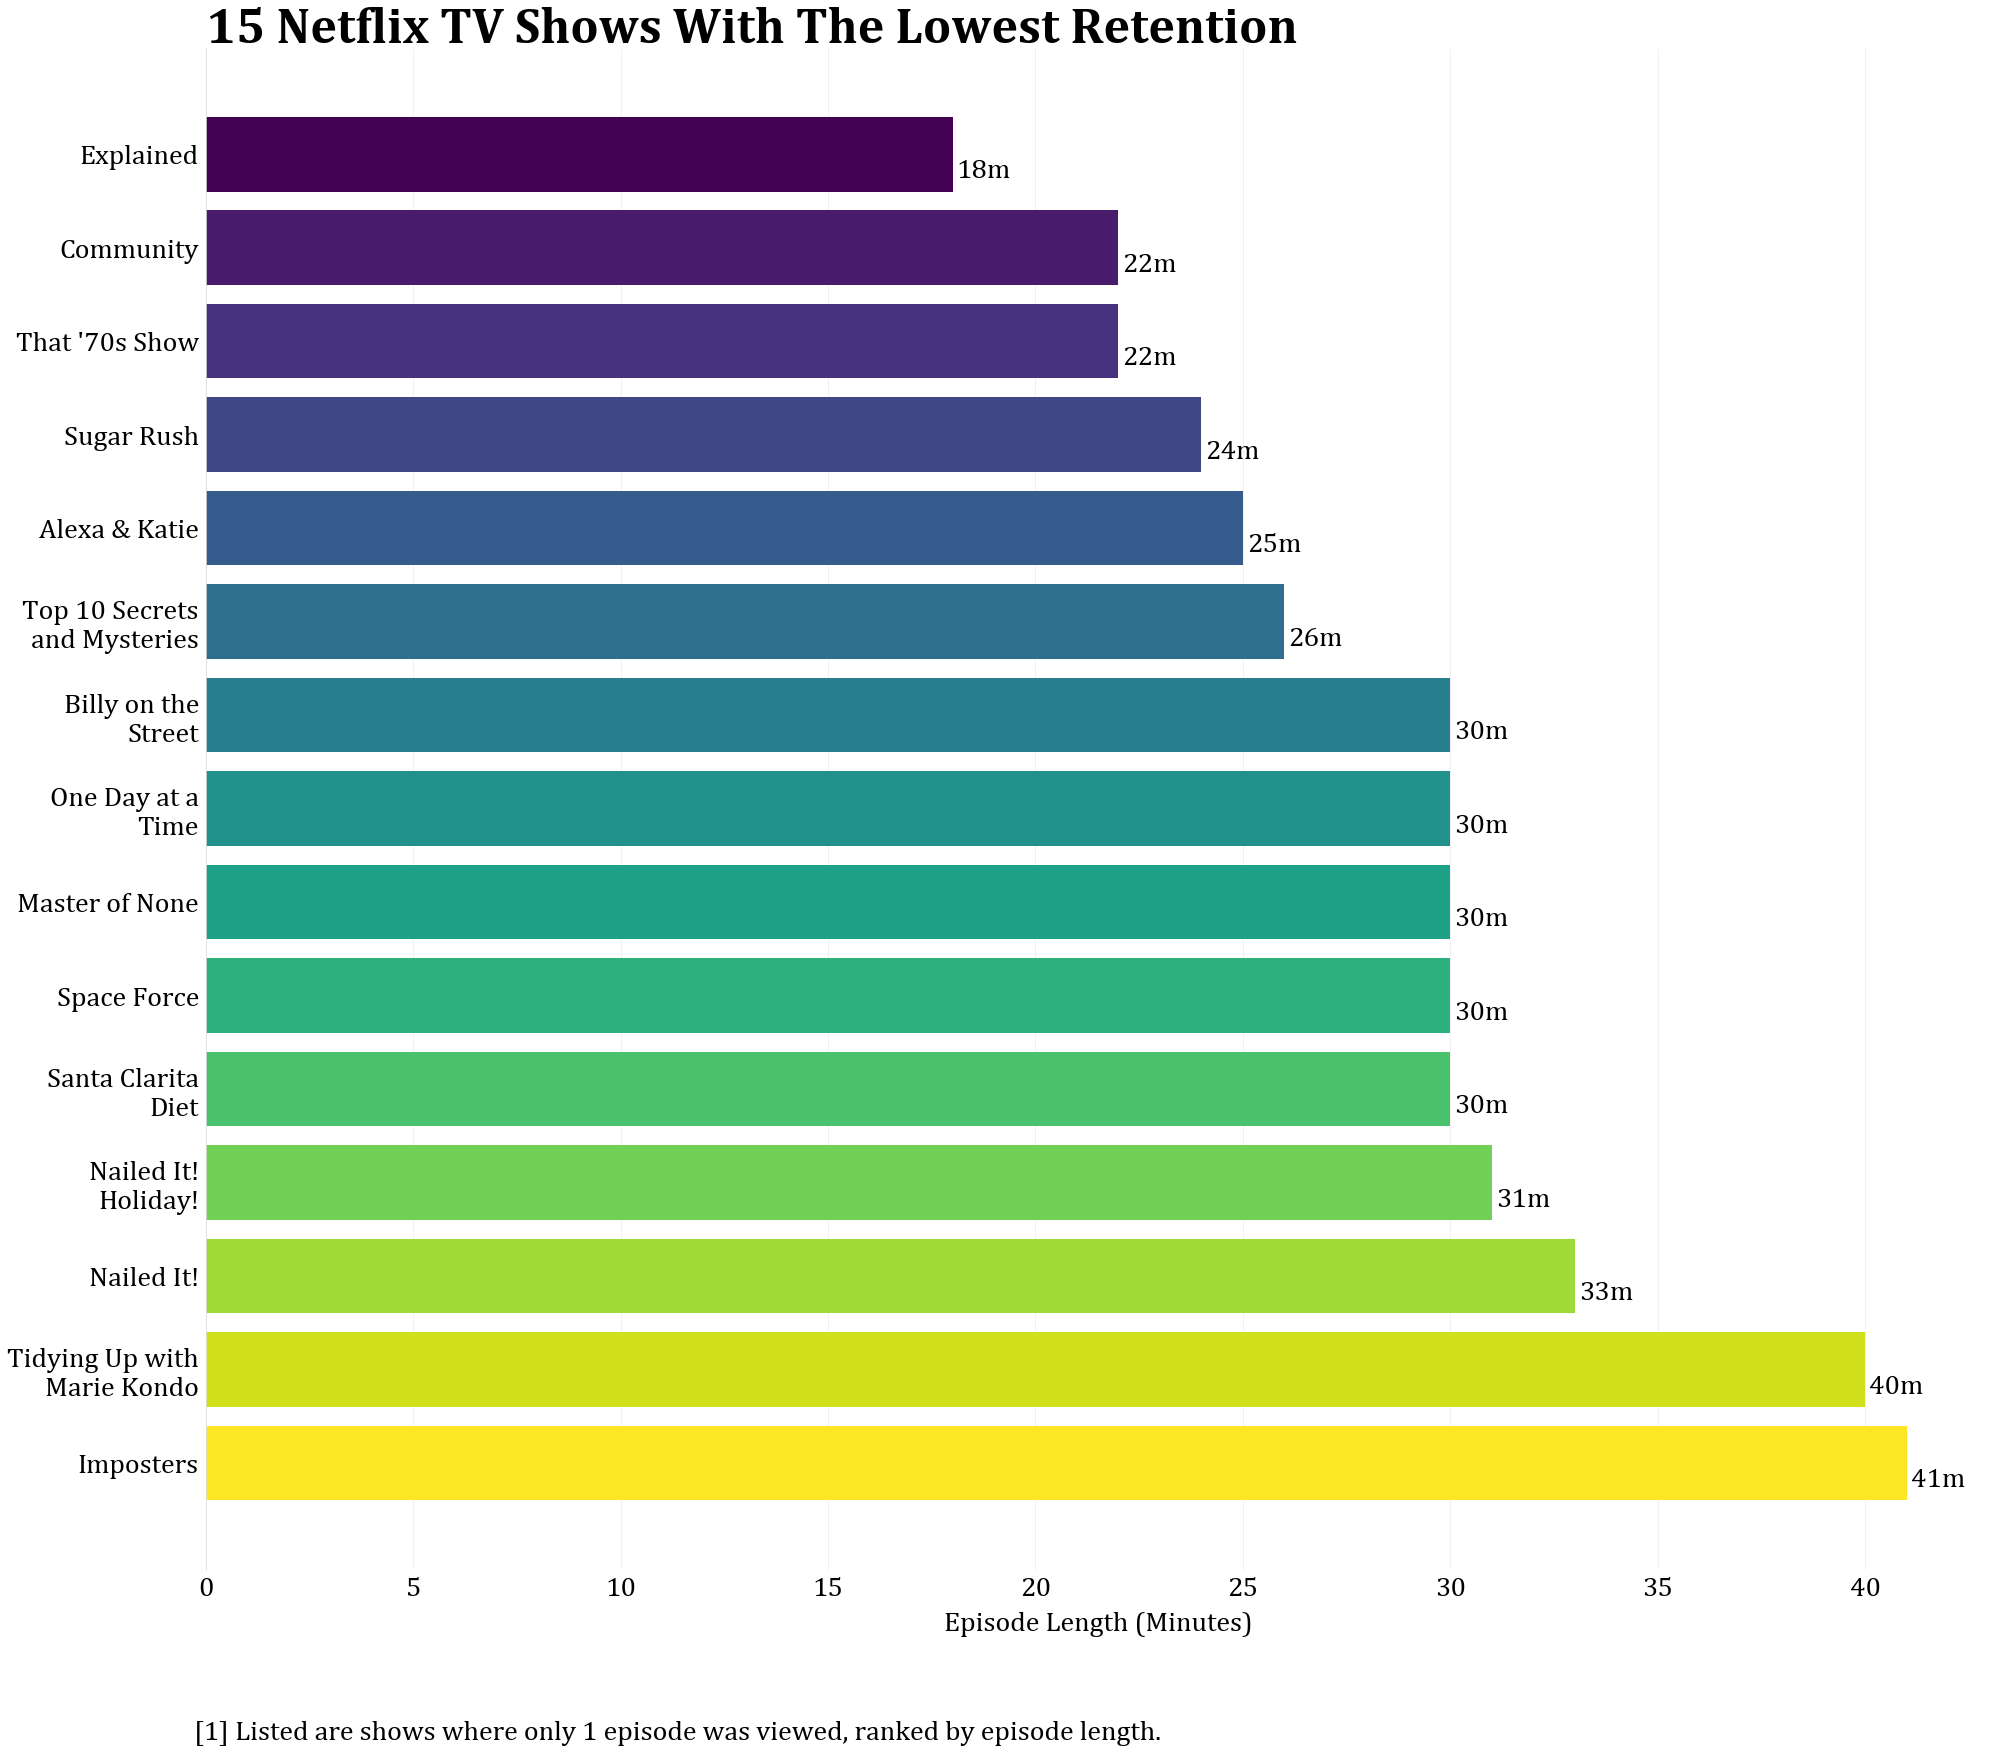 15 Netflix TV Shows With The Lowest Retention
Explained
18m
Community
22m
That '70s Show
22m
Sugar Rush
24m
Alexa & Katie
25m
Top 10 Secrets
and Mysteries
26m
Billy on the
Street
30m
One Day at a
Time
30m
Master of None
30m
Space Force
30m
Santa Clarita
Diet
30m
Nailed It!
Holiday!
31m
Nailed It!
33m
Tidying Up with
Marie Kondo
40m
Imposters
41m
0 5 10 15 20 25 30 35 40
Episode Length (Minutes)
[1] Listed are shows where only 1 episode was viewed, ranked by episode length.